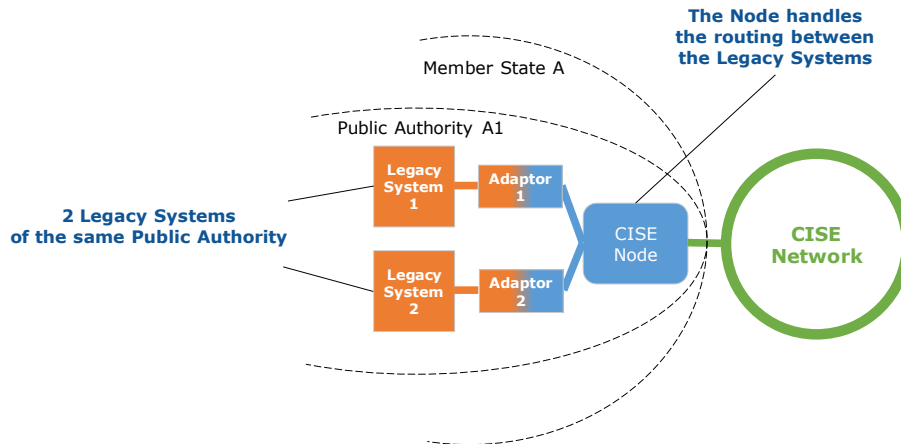 The Node handles
the routing between
the Legacy Systems
Member State A
Public Authority A1
Legacy
System
1
Adaptor
1
2 Legacy Systems
of the same Public Authority
CISE
Node
CISE
Network
Legacy
System
2
Adaptor
2